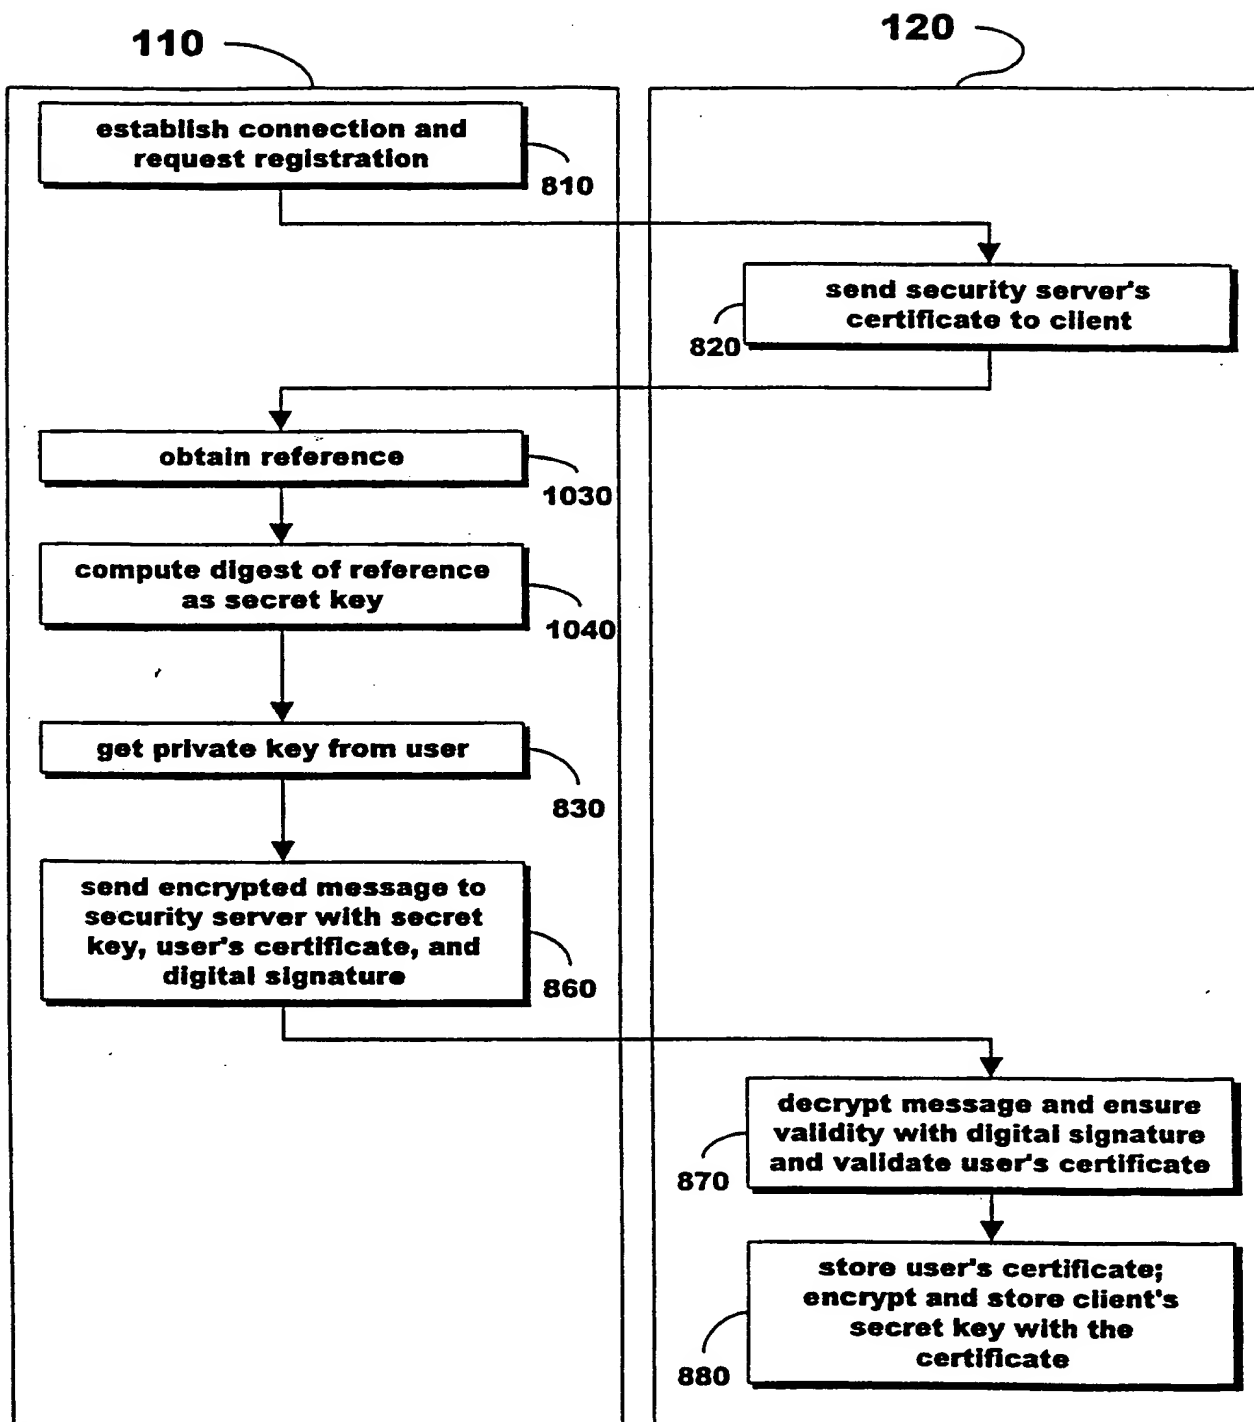 110
120
establish connection and
request registration
810
send security server's
certificate to client
820
obtain reference
1030
compute digest of reference
as secret key
1040
get private key from user
830
send encrypted message to
security server with secret
key, user's certificate, and
digital signature
860
decrypt message and ensure
validity with digital signature
and validate user's certificate
870
store user's certificate;
encrypt and store client's
secret key with the
certificate
880